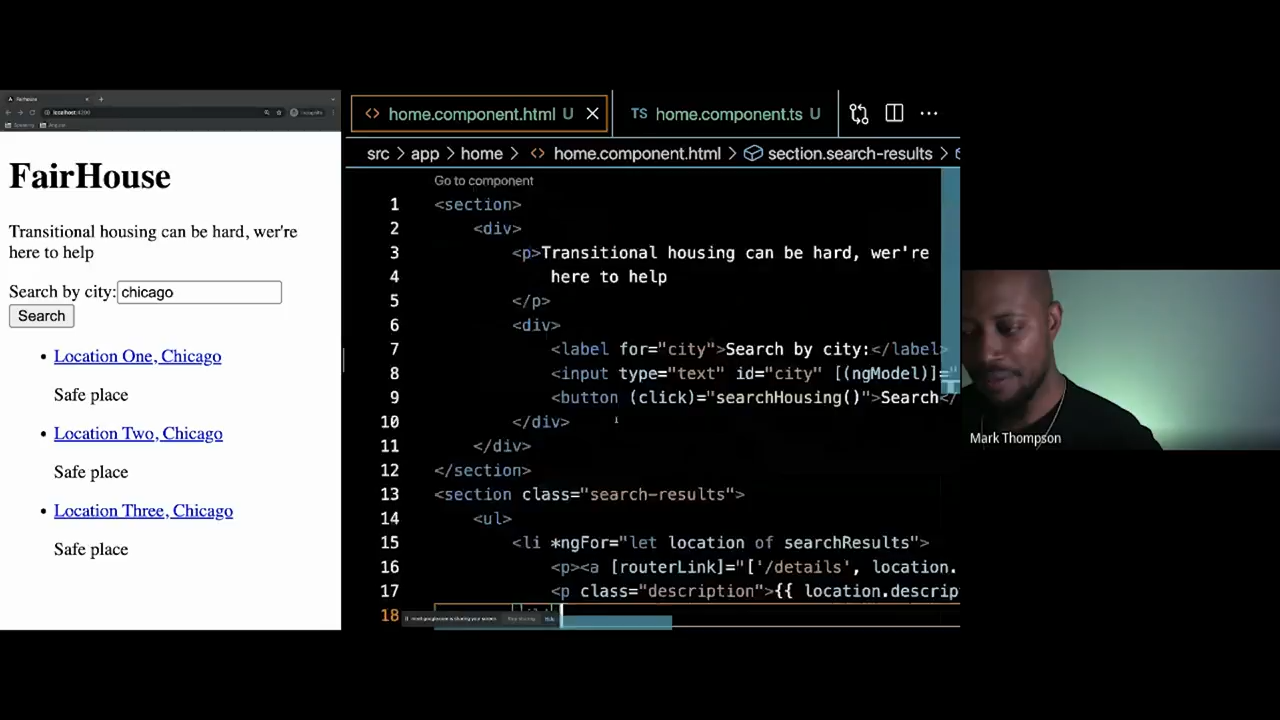 FairHouse
localhost:4200
FairHouse
Transitional housing can be hard, wer're
here to help
Search by city: chicago
Search
• Location One, Chicago
Safe place
• Location Two, Chicago
Safe place
• Location Three, Chicago
Safe place
home.component.html U
TS home.component.ts U
src > app > home > <> home.component.html > section.search-results >
Go to component
1 <section>
2 <div>
3 <p>Transitional housing can be hard, wer're
4 here to help
5 </p>
6 <div>
7 <label for="city">Search by city:</label>
8 <input type="text" id="city" [(ngModel)]="
9 <button (click)="searchHousing()">Search</
10 </div>
11 </div>
12 </section>
13 <section class="search-results">
14 <ul>
15 <li *ngFor="let location of searchResults">
16 <p><a [routerLink]="['/details', location.
17 <p class="description">{{ location.descrip
18
Mark Thompson